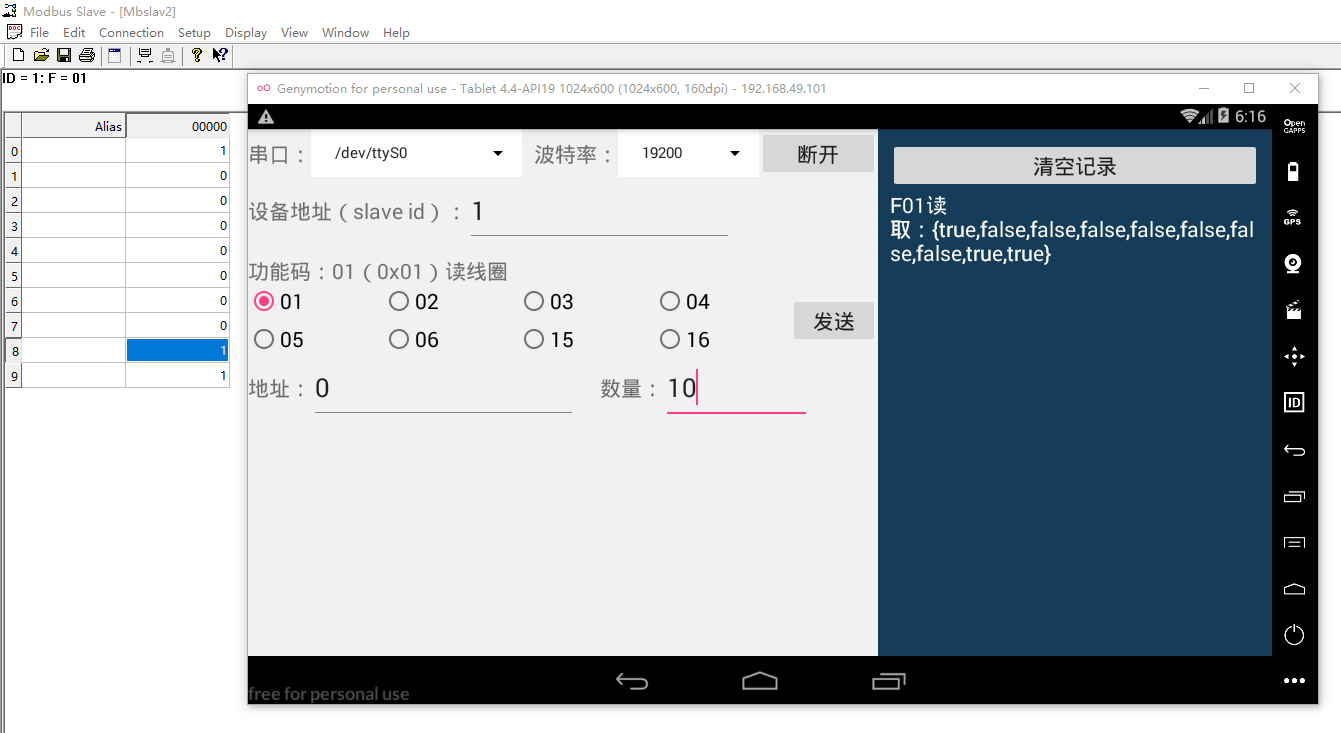 Modbus Slave - [Mbslav2]
File Edit Connection Setup Display View Window Help
ID = 1: F = 01
Alias 00000
0 1
1 0
2 0
3 0
4 0
5 0
6 0
7 0
8 1
9 1
Genymotion for personal use - Tablet 4.4-API19 1024x600 (1024x600, 160dpi) - 192.168.49.101
6:16
串口： /dev/ttyS0 波特率： 19200 断开
设备地址（slave id）： 1
功能码：01（0x01）读线圈
01 02 03 04
05 06 15 16
发送
地址： 0 数量： 10
清空记录
F01读
取：{true,false,false,false,false,false,fal
se,false,true,true}
free for personal use
Open
GAPPS
GPS
ID